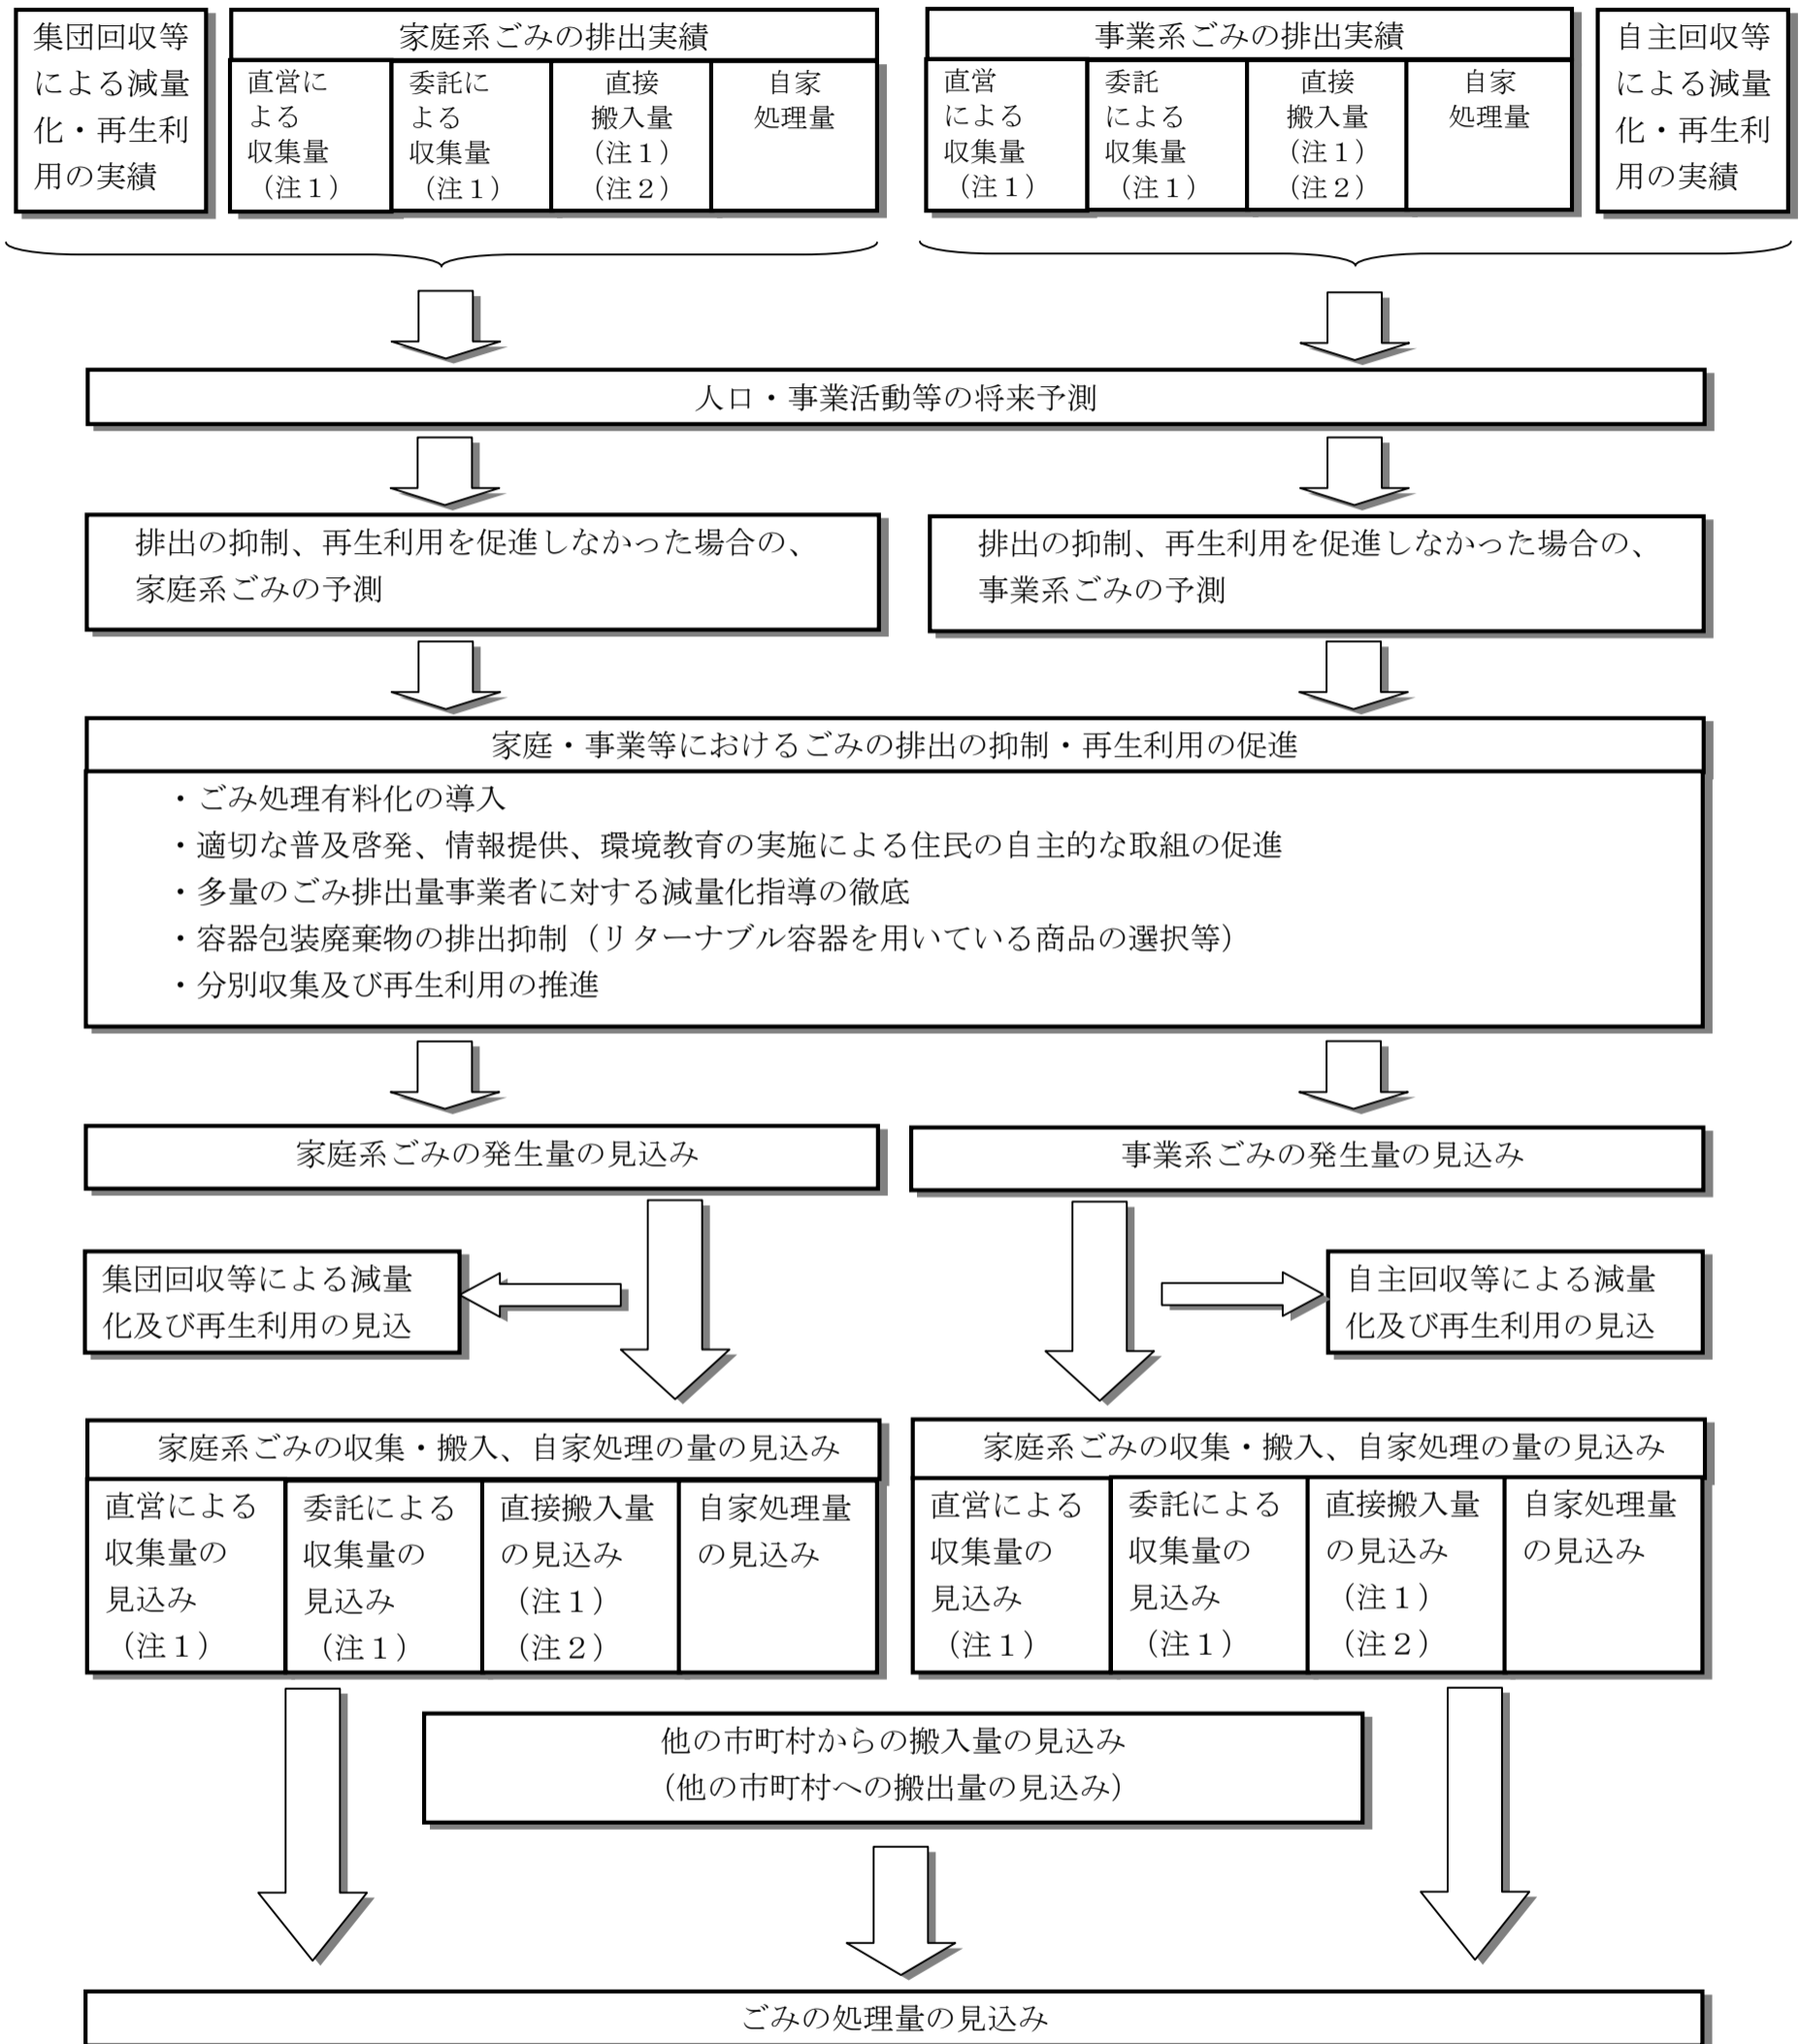 集団回収等
による減量
化・再生利
用の実績
家庭系ごみの排出実績
直営に
よる
収集量
（注１）
委託に
よる
収集量
（注１）
直接
搬入量
（注１）
（注２）
自家
処理量
事業系ごみの排出実績
直営
による
収集量
（注１）
委託
による
収集量
（注１）
直接
搬入量
（注１）
（注２）
自家
処理量
自主回収等
による減量
化・再生利
用の実績
人口・事業活動等の将来予測
排出の抑制、再生利用を促進しなかった場合の、
家庭系ごみの予測
排出の抑制、再生利用を促進しなかった場合の、
事業系ごみの予測
家庭・事業等におけるごみの排出の抑制・再生利用の促進
・ごみ処理有料化の導入
・適切な普及啓発、情報提供、環境教育の実施による住民の自主的な取組の促進
・多量のごみ排出量事業者に対する減量化指導の徹底
・容器包装廃棄物の排出抑制（リターナブル容器を用いている商品の選択等）
・分別収集及び再生利用の推進
家庭系ごみの発生量の見込み
事業系ごみの発生量の見込み
集団回収等による減量
化及び再生利用の見込
自主回収等による減量
化及び再生利用の見込
家庭系ごみの収集・搬入、自家処理の量の見込み
直営による
収集量の
見込み
（注１）
委託による
収集量の
見込み
（注１）
直接搬入量
の見込み
（注１）
（注２）
自家処理量
の見込み
家庭系ごみの収集・搬入、自家処理の量の見込み
直営による
収集量の
見込み
（注１）
委託による
収集量の
見込み
（注１）
直接搬入量
の見込み
（注１）
（注２）
自家処理量
の見込み
他の市町村からの搬入量の見込み
（他の市町村への搬出量の見込み）
ごみの処理量の見込み